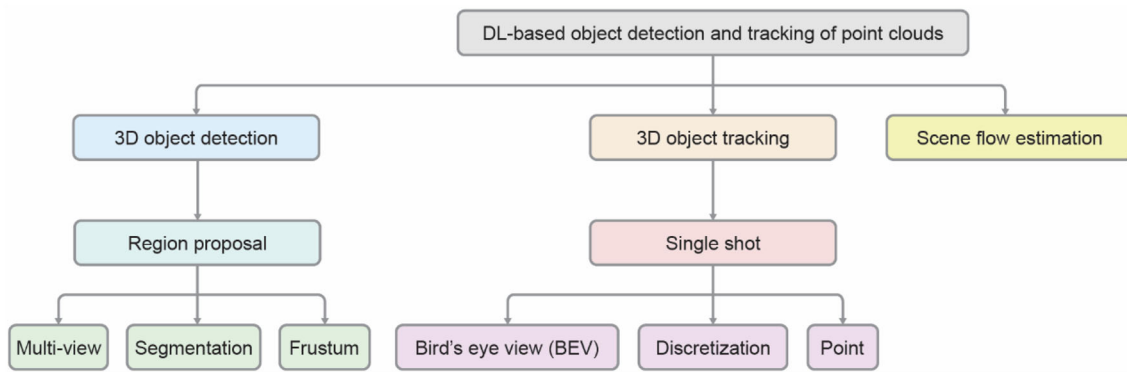 DL-based object detection and tracking of point clouds
3D object detection
3D object tracking
Scene flow estimation
Region proposal
Single shot
Multi-view
Segmentation
Frustum
Bird's eye view (BEV)
Discretization
Point